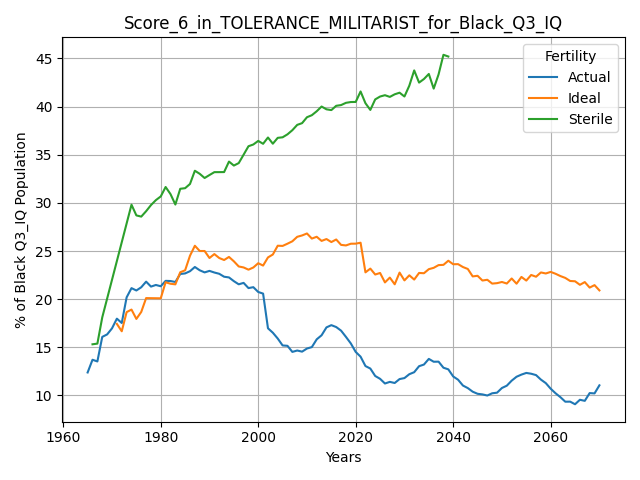 Score_6_in_TOLERANCE_MILITARIST_for_Black_Q3_IQ
% of Black Q3_IQ Population
45
40
35
30
25
20
15
10
Fertility
Actual
Ideal
Sterile
1960
1980
2000
2020
2040
2060
Years